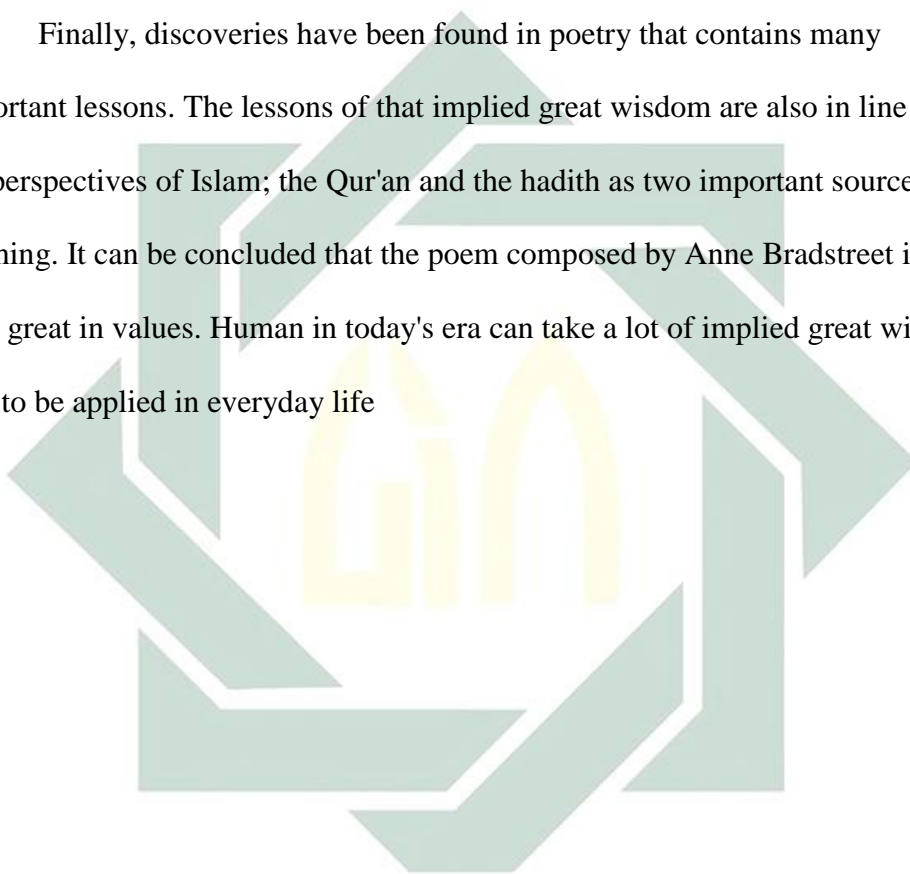 Finally, discoveries have been found in poetry that contains many
ortant lessons. The lessons of that implied great wisdom are also in line
perspectives of Islam; the Qur'an and the hadith as two important source
ning. It can be concluded that the poem composed by Anne Bradstreet i
great in values. Human in today's era can take a lot of implied great wi
to be applied in everyday life